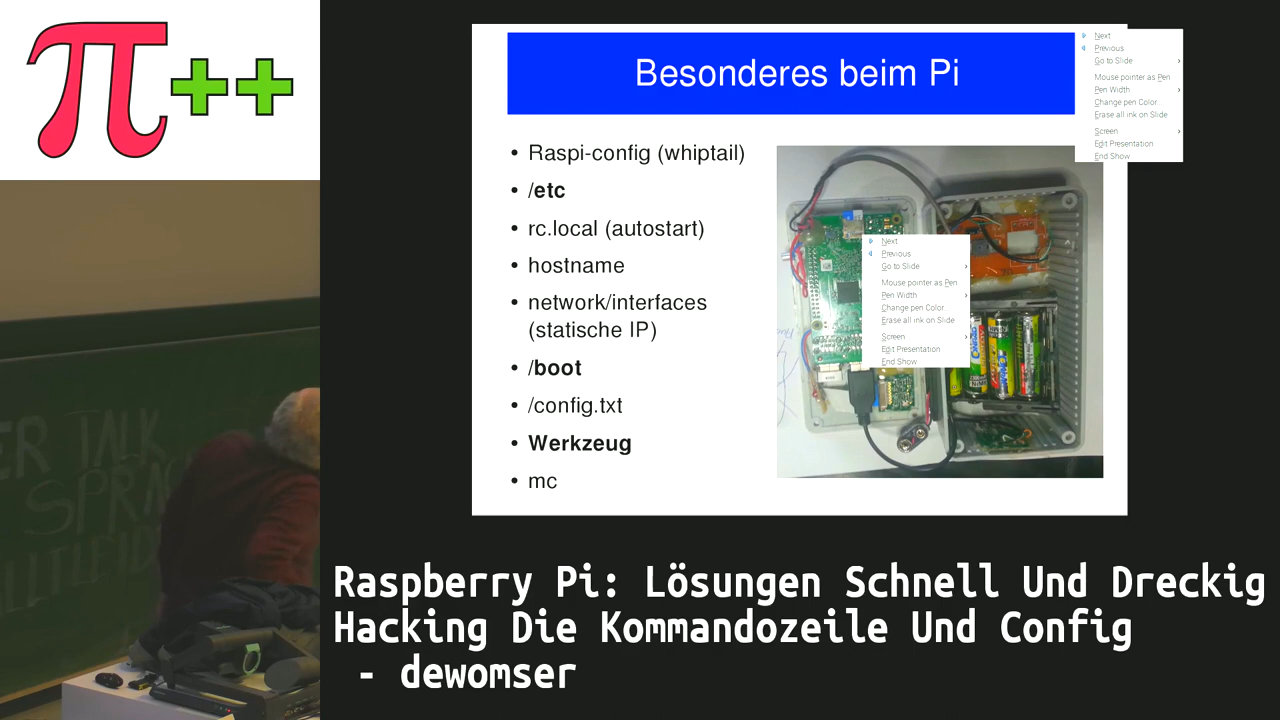 π++
Besonderes beim Pi
• Raspi-config (whiptail)
• /etc
• rc.local (autostart)
• hostname
• network/interfaces
(statische IP)
• /boot
• /config.txt
• Werkzeug
• mc
Next
Previous
Go to Slide
Mouse pointer as Pen
Pen Width
Change pen Color...
Erase all ink on Slide
Screen
Edit Presentation
End Show
Next
Previous
Go to Slide
Mouse pointer as Pen
Pen Width
Change pen Color...
Erase all ink on Slide
Screen
Edit Presentation
End Show
ER TALK
SPRA
Raspberry Pi: Lösungen Schnell Und Dreckig
Hacking Die Kommandozeile Und Config
- dewomser